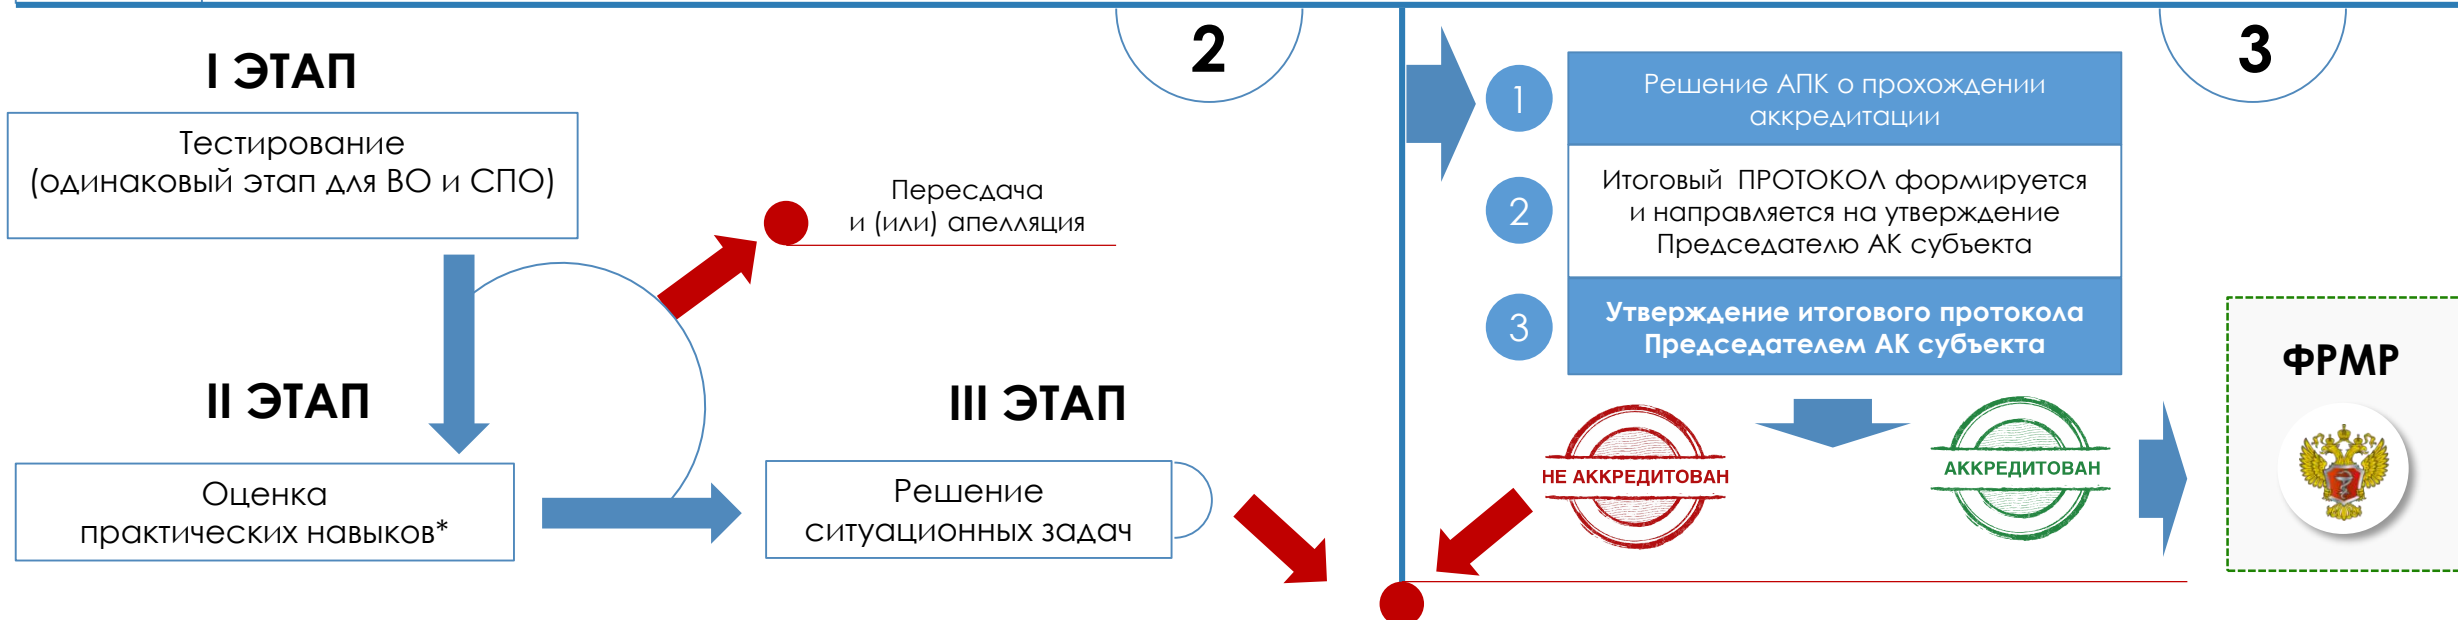 2
I ЭТАП
Тестирование
(одинаковый этап для ВО и СПО)
Пересдача
и (или) апелляция
II ЭТАП
Оценка
практических навыков*
III ЭТАП
Решение
ситуационных задач
3
1
Решение АПК о прохождении
аккредитации
2
Итоговый ПРОТОКОЛ формируется
и направляется на утверждение
Председателю АК субъекта
3
Утверждение итогового протокола
Председателем АК субъекта
НЕ АККРЕДИТОВАН
АККРЕДИТОВАН
ФРМР